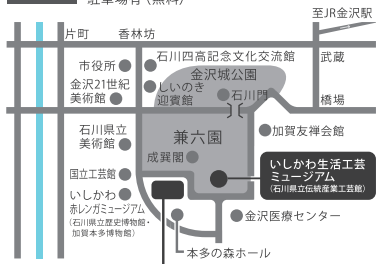 駐車場有（無料）
至JR金沢駅
片町
香林坊
武蔵
石川四高記念文化交流館
市役所
金沢城公園
しいのき
迎賓館
石川門
金沢21世紀
美術館
橋場
石川県立
美術館
兼六園
加賀友禅会館
成巽閣
いしかわ生活工芸
ミュージアム
（石川県立伝統産業工芸館）
国立工芸館
いしかわ
赤レンガミュージアム
（石川県立歴史博物館・
加賀本多博物館）
金沢医療センター
本多の森ホール